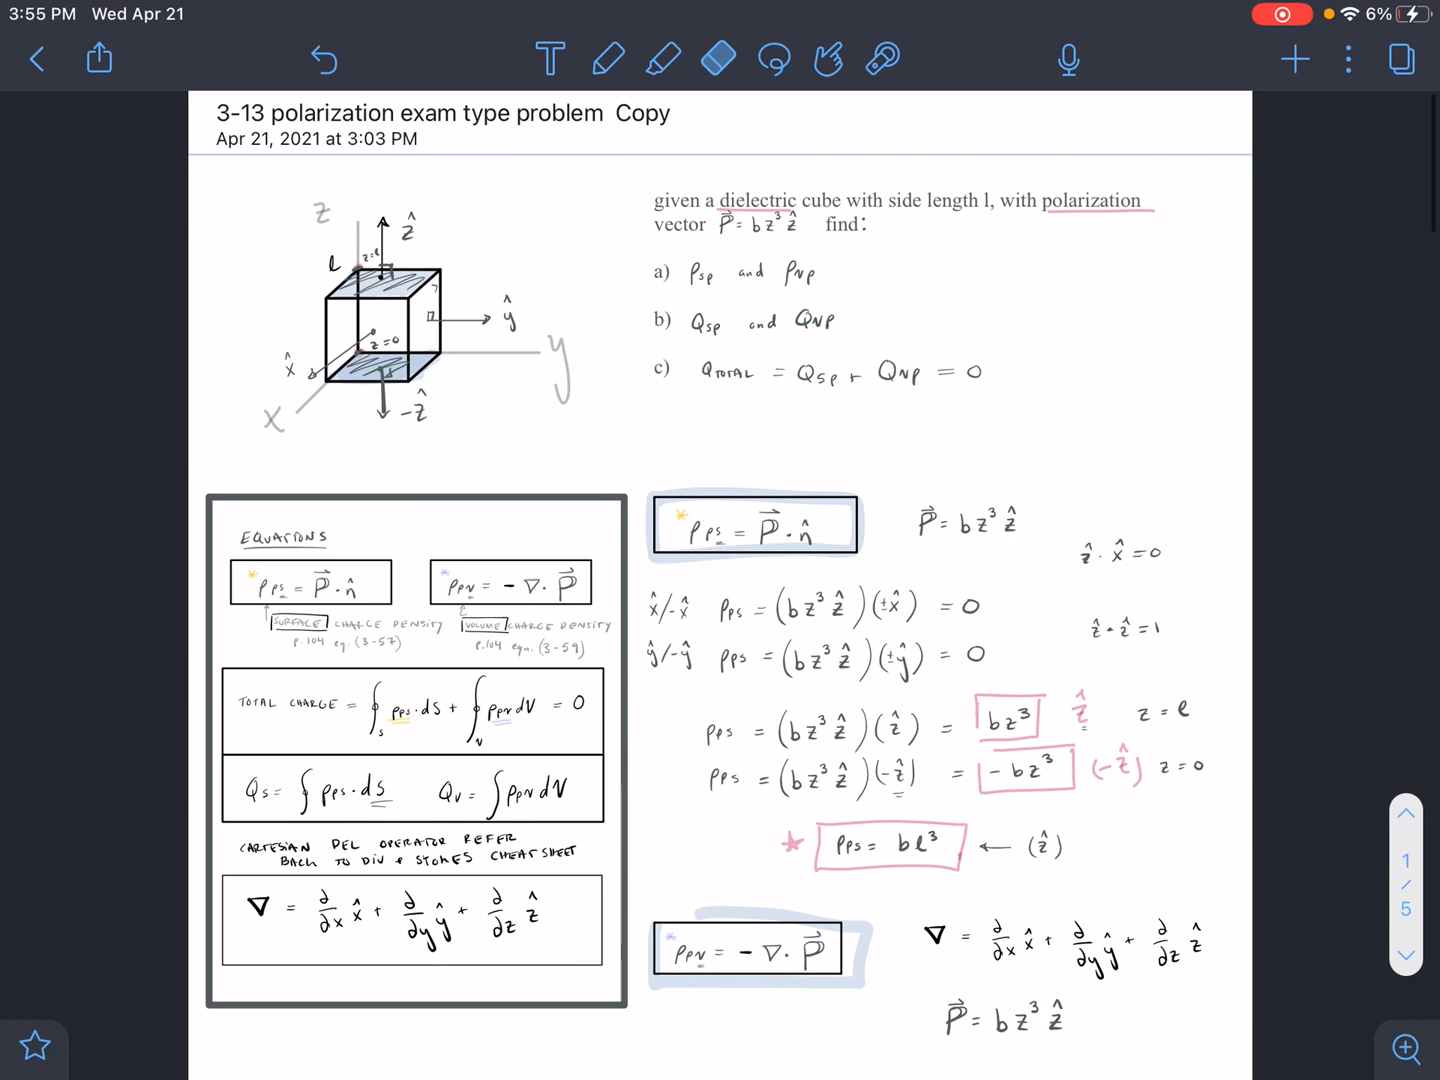 3:55 PM Wed Apr 21
6%
3-13 polarization exam type problem Copy
Apr 21, 2021 at 3:03 PM
z
ẑ
l z=l
ŷ
z=0
x̂
y
x
-ẑ
given a dielectric cube with side length l, with polarization
vector P⃗ = bz³ ẑ find:
a) ρsp and ρvp
b) Qsp and Qvp
c) QTOTAL = Qsp + Qvp = 0
EQUATIONS
* ρps = P⃗ · n̂
* ρpv = - ∇ · P⃗
SURFACE CHARGE DENSITY
P.104 eq. (3-57)
VOLUME CHARGE DENSITY
P.104 eqn. (3-59)
TOTAL CHARGE = ∮s ρps · ds + ∮v ρpv dV = 0
Qs = ∮ ρps · ds Qv = ∫ ρpv dV
CARTESIAN DEL OPERATOR REFER
BACK TO DIV & STOKES CHEAT SHEET
∇ = ∂/∂x x̂ + ∂/∂y ŷ + ∂/∂z ẑ
* ρps = P⃗ · n̂
P⃗ = bz³ ẑ
ẑ · x̂ = 0
x̂/-x̂ ρps = (bz³ ẑ)(±x̂) = 0
ẑ · ẑ = 1
ŷ/-ŷ ρps = (bz³ ẑ)(±ŷ) = 0
ρps = (bz³ ẑ)(ẑ) = bz³ ẑ z = l
ρps = (bz³ ẑ)(-ẑ) = -bz³ (-ẑ) z = 0
★ ρps = bl³ ← (ẑ)
* ρpv = - ∇ · P⃗
∇ = ∂/∂x x̂ + ∂/∂y ŷ + ∂/∂z ẑ
P⃗ = bz³ ẑ
1
/
5